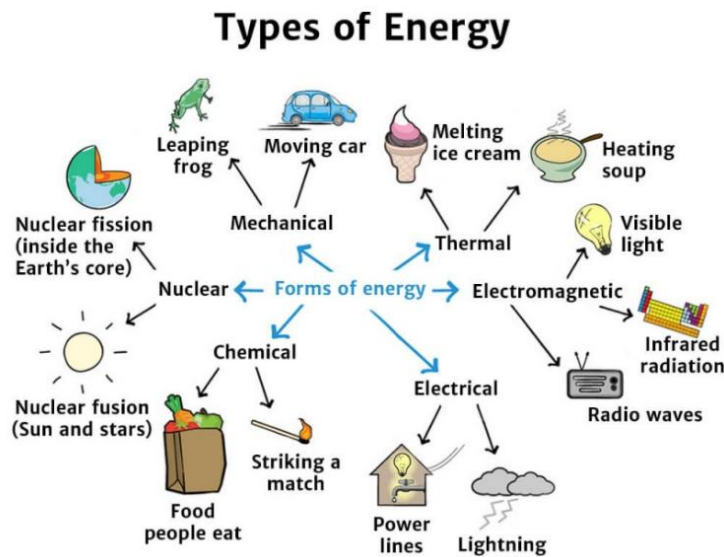 Types of Energy
Leaping
frog
Moving car
Melting
ice cream
Heating
soup
Nuclear fission
(inside the
Earth's core)
Mechanical
Thermal
Visible
light
Nuclear
Forms of energy
Electromagnetic
Infrared
radiation
Nuclear fusion
(Sun and stars)
Chemical
Electrical
Radio waves
Striking a
match
Food
people eat
Power
lines
Lightning